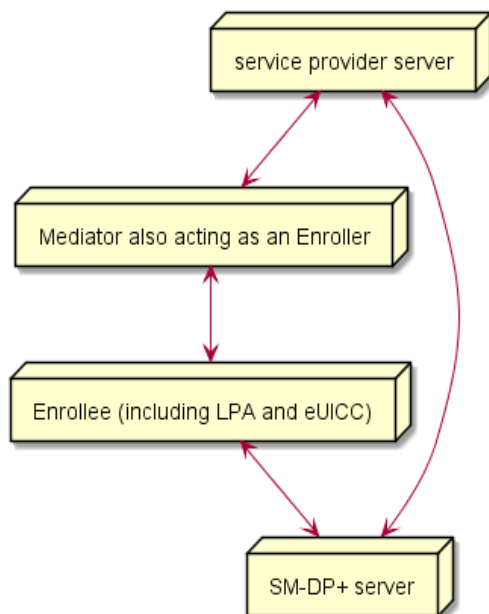 service provider server
Mediator also acting as an Enroller
Enrollee (including LPA and eUICC)
SM-DP+ server